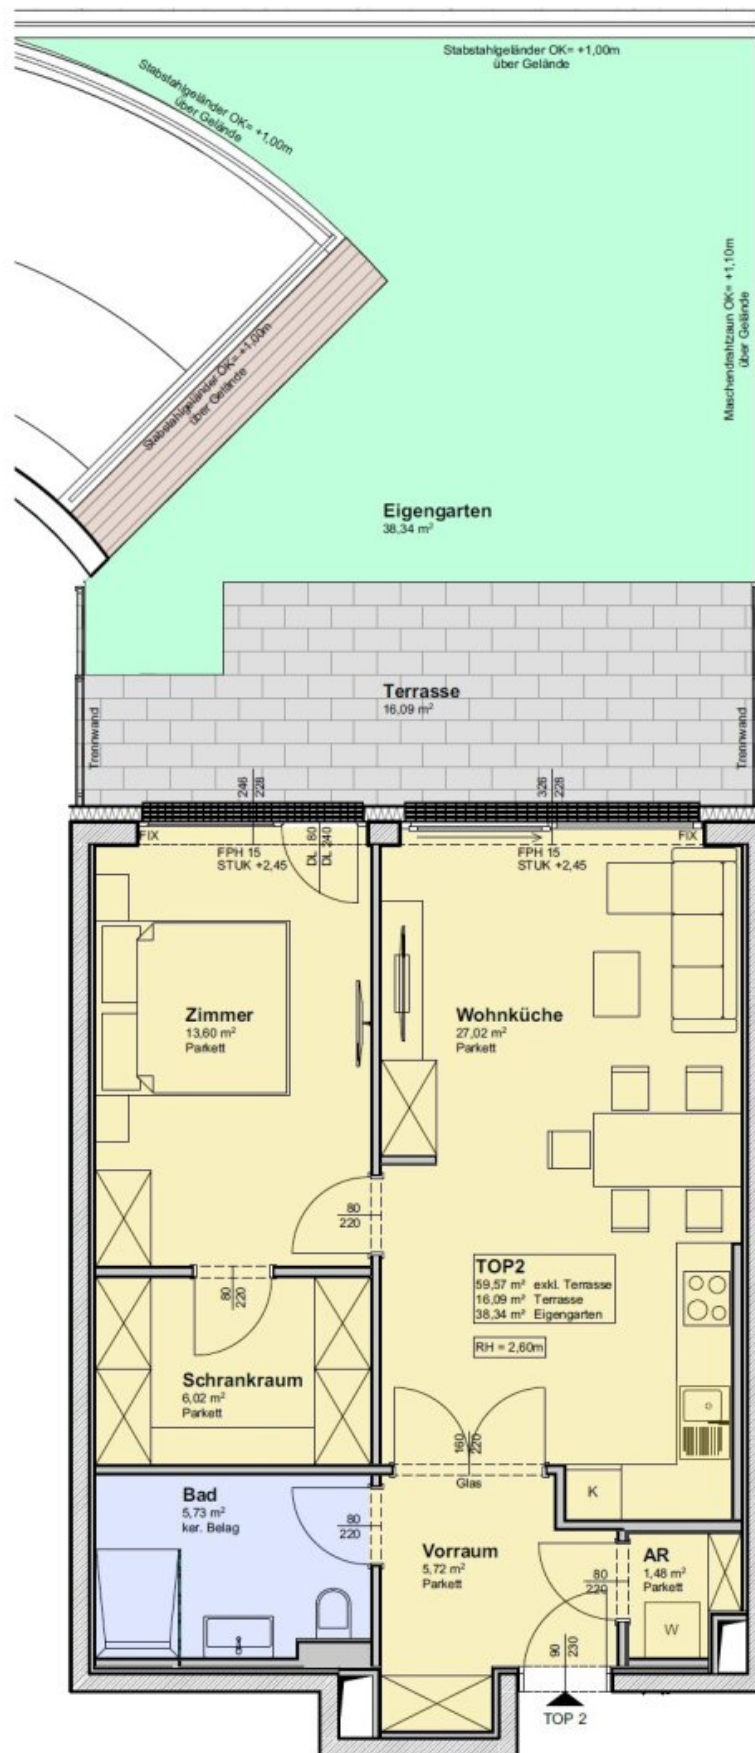 Stabstahlgeländer OK= +1,00m
über Gelände
Stabstahlgeländer OK= +1,00m
über Gelände
Maschendrahtzaun OK= +1,10m
über Gelände
Stabstahlgeländer OK= +1,00m
über Gelände
Eigengarten
38,34 m²
Terrasse
16,09 m²
Trennwand
Trennwand
246
228
326
228
FIX
FPH 15
STUK +2,45
DL 80
DL 240
FPH 15
STUK +2,45
FIX
Zimmer
13,60 m²
Parkett
Wohnküche
27,02 m²
Parkett
80
220
TOP2
59,57 m² exkl. Terrasse
16,09 m² Terrasse
38,34 m² Eigengarten
RH = 2,60m
80
220
Schrankraum
6,02 m²
Parkett
160
220
Glas
K
Bad
5,73 m²
ker. Belag
80
220
Vorraum
5,72 m²
Parkett
AR
1,48 m²
Parkett
80
220
W
90
230
TOP 2